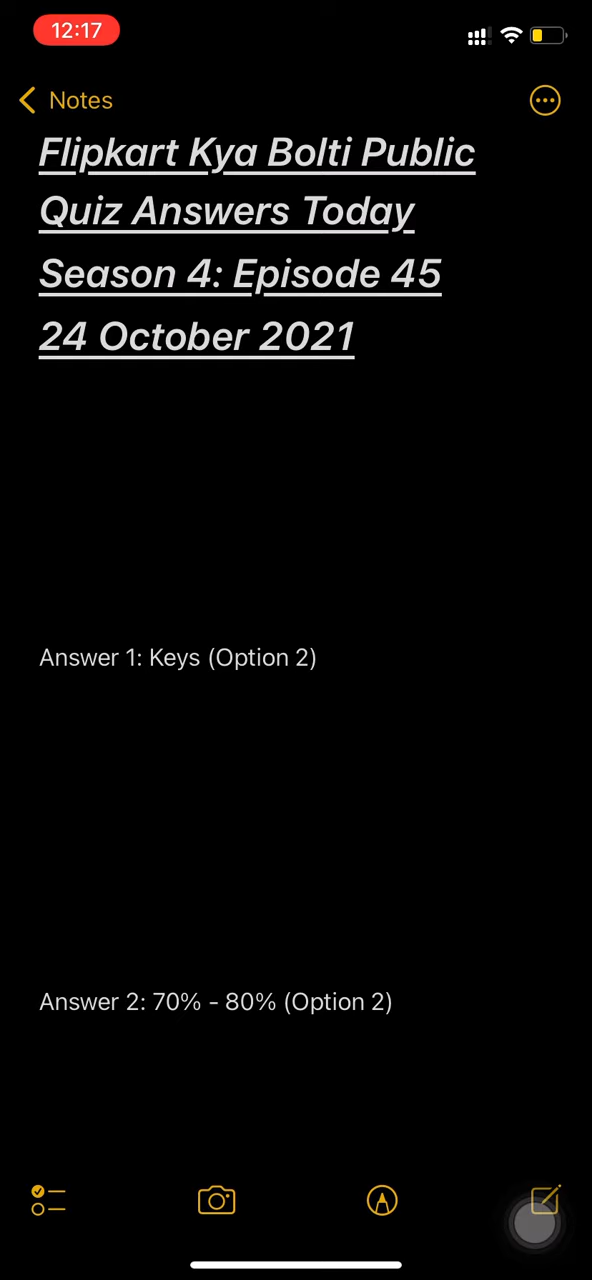 12:17
Notes
Flipkart Kya Bolti Public
Quiz Answers Today
Season 4: Episode 45
24 October 2021
Answer 1: Keys (Option 2)
Answer 2: 70% - 80% (Option 2)